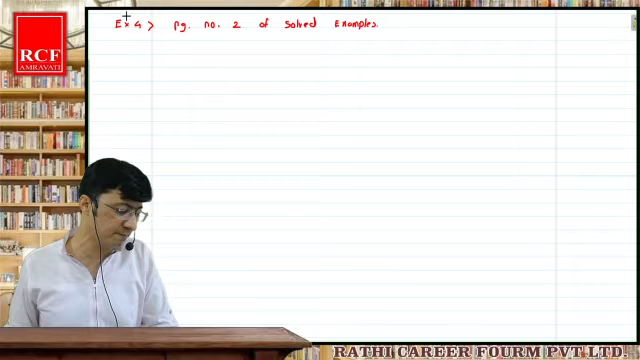 Ex 4 > pg. no. 2 of Solved Examples.
RCF
AMRAVATI
RATHI CAREER FOURM PVT LTD.